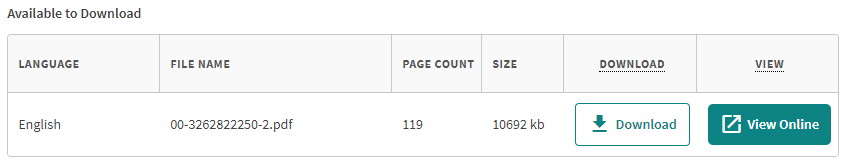 Available to Download
LANGUAGE FILE NAME PAGE COUNT SIZE DOWNLOAD VIEW
English 00-3262822250-2.pdf 119 10692 kb Download View Online